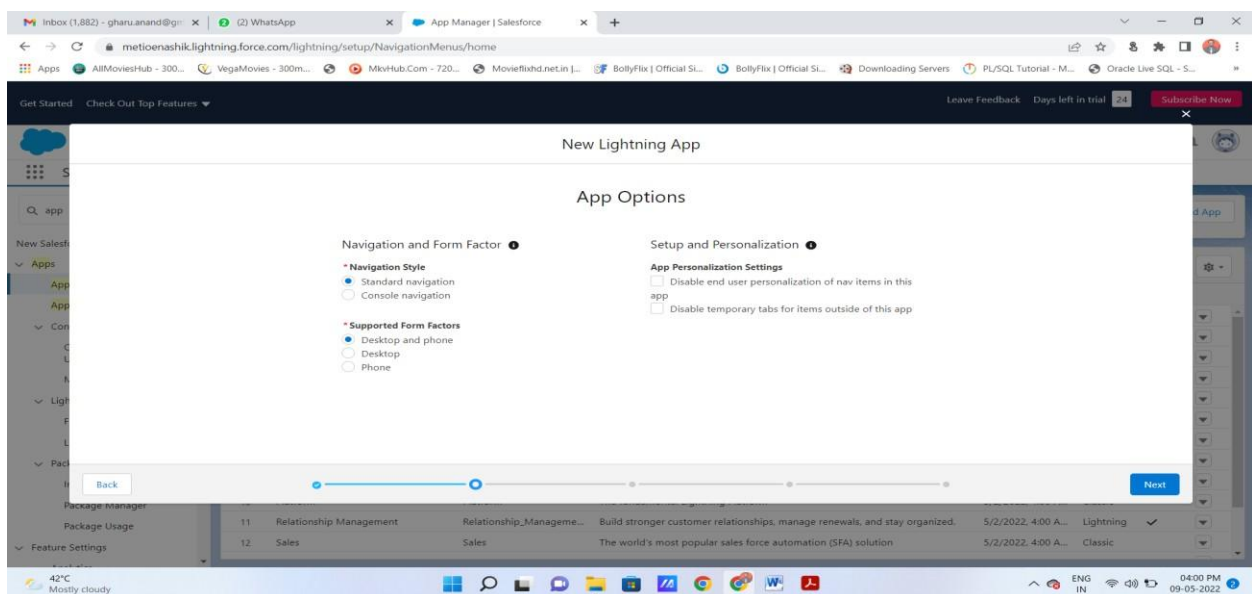 Inbox (1,882) - gharu.anand@gm
(2) WhatsApp
App Manager | Salesforce
metioenashik.lightning.force.com/lightning/setup/NavigationMenus/home
Apps
AllMoviesHub - 300...
VegaMovies - 300m...
MkvHub.Com - 720...
Movieflixhd.net.in |...
BollyFlix | Official Si...
BollyFlix | Official Si...
Downloading Servers
PL/SQL Tutorial - M...
Oracle Live SQL - S...
Get Started Check Out Top Features
Leave Feedback Days left in trial 24
Subscribe Now
New Lightning App
App Options
Navigation and Form Factor
*Navigation Style
Standard navigation
Console navigation
*Supported Form Factors
Desktop and phone
Desktop
Phone
Setup and Personalization
App Personalization Settings
Disable end user personalization of nav items in this
app
Disable temporary tabs for items outside of this app
Back
Next
app
d App
New Salesf
Apps
App
App
Con
Ligh
Pack
Package Manager
Package Usage
Feature Settings
11 Relationship Management Relationship_Manageme... Build stronger customer relationships, manage renewals, and stay organized. 5/2/2022, 4:00 A... Lightning
12 Sales Sales The world's most popular sales force automation (SFA) solution 5/2/2022, 4:00 A... Classic
42°C
Mostly cloudy
ENG
IN
04:00 PM
09-05-2022
2